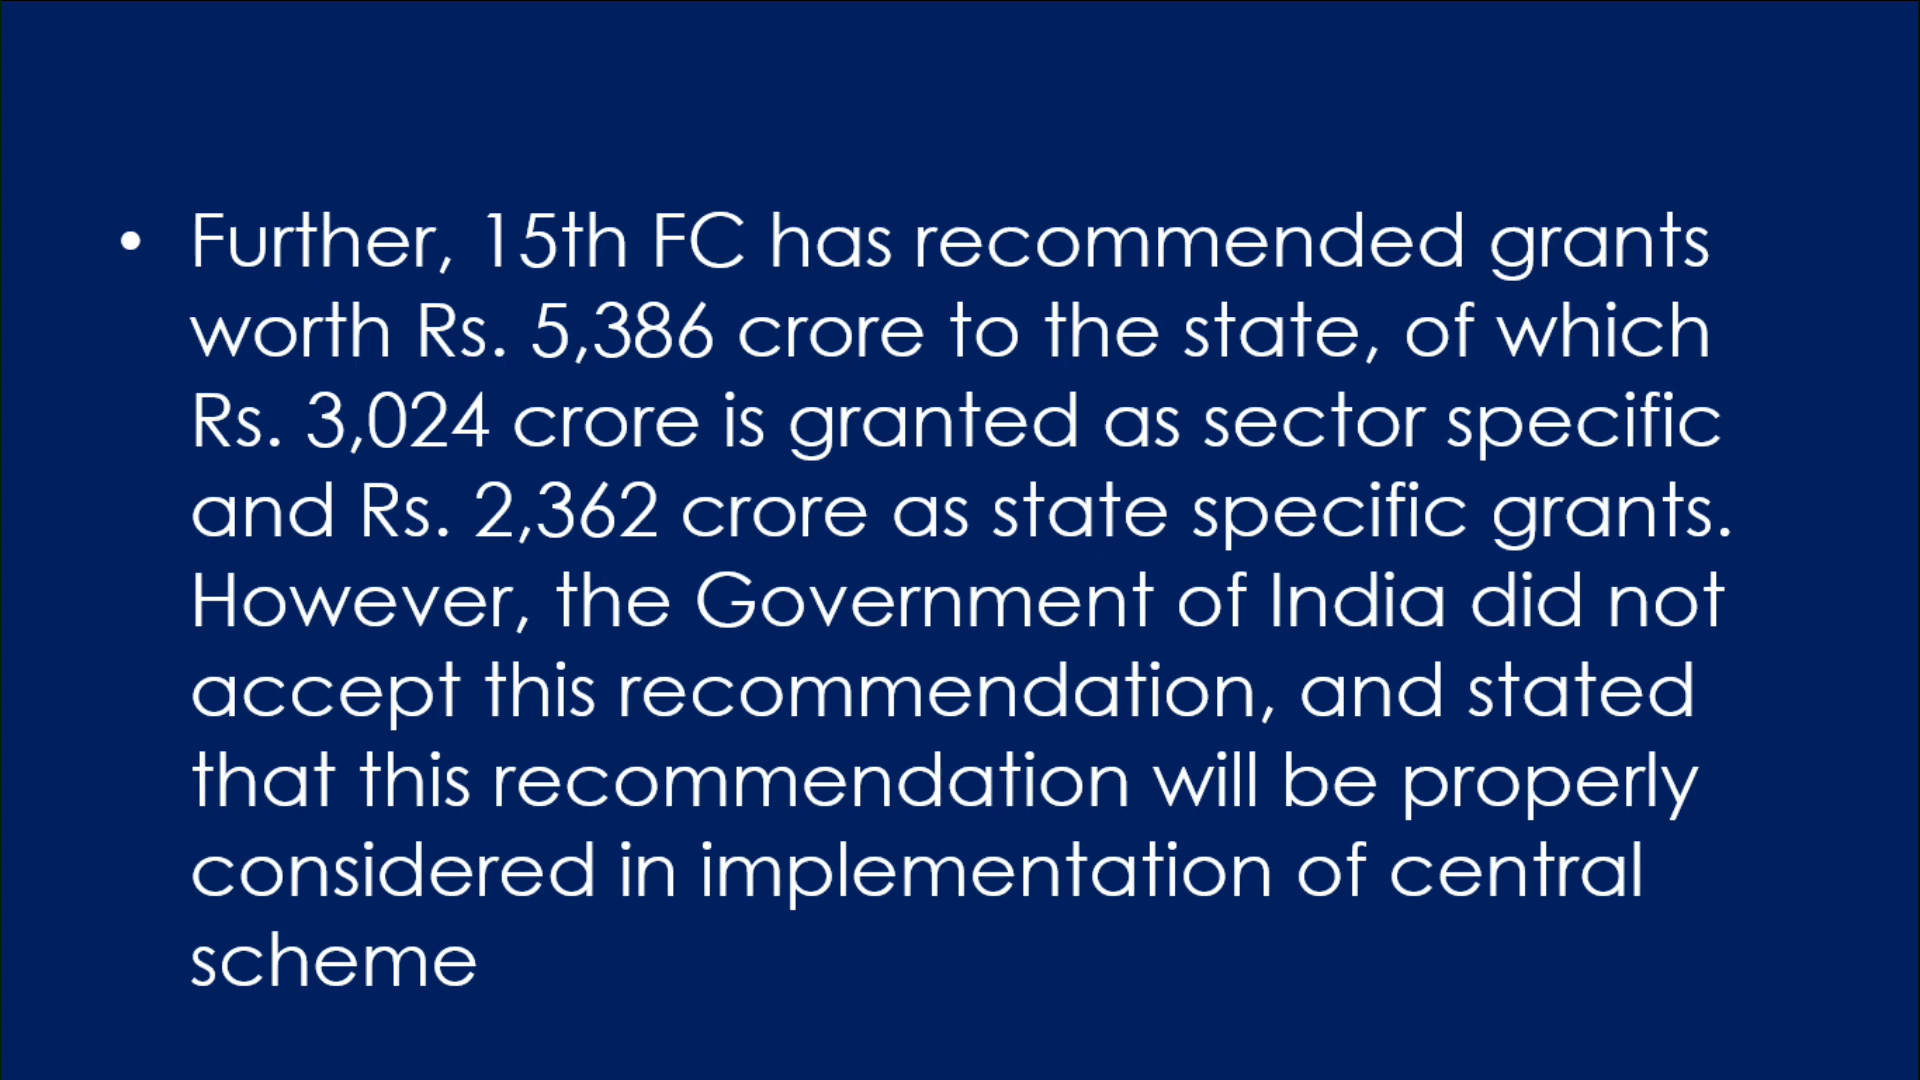 • Further, 15th FC has recommended grants
worth Rs. 5,386 crore to the state, of which
Rs. 3,024 crore is granted as sector specific
and Rs. 2,362 crore as state specific grants.
However, the Government of India did not
accept this recommendation, and stated
that this recommendation will be properly
considered in implementation of central
scheme